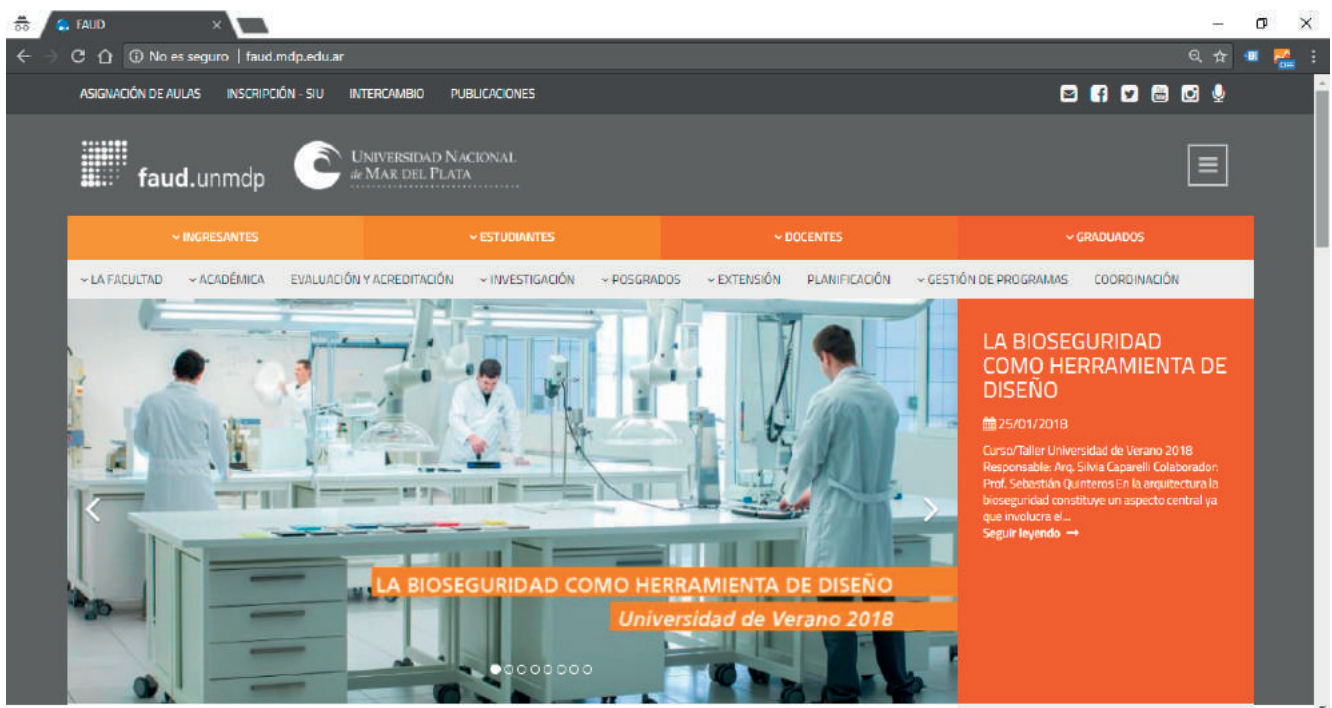 FAUD
No es seguro | faud.mdp.edu.ar
ASIGNACIÓN DE AULAS INSCRIPCIÓN - SIU INTERCAMBIO PUBLICACIONES
faud.unmdp
UNIVERSIDAD NACIONAL
de MAR DEL PLATA
INGRESANTES ESTUDIANTES DOCENTES GRADUADOS
LA FACULTAD ACADÉMICA EVALUACIÓN Y ACREDITACIÓN INVESTIGACIÓN POSGRADOS EXTENSIÓN PLANIFICACIÓN GESTIÓN DE PROGRAMAS COORDINACIÓN
LA BIOSEGURIDAD
COMO HERRAMIENTA DE
DISEÑO
25/01/2018
Curso/Taller Universidad de Verano 2018
Responsable: Arq. Silvia Caparelli Colaborador:
Prof. Sebastián Quinteros En la arquitectura la
bioseguridad constituye un aspecto central ya
que involucra el...
Seguir leyendo →
LA BIOSEGURIDAD COMO HERRAMIENTA DE DISEÑO
Universidad de Verano 2018